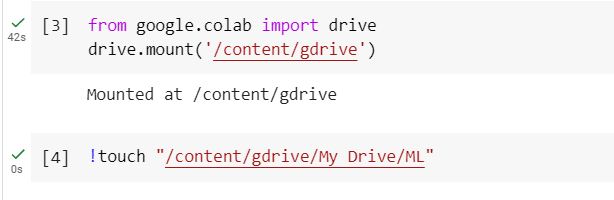 [3] from google.colab import drive
42s drive.mount('/content/gdrive')
Mounted at /content/gdrive
[4] !touch "/content/gdrive/My Drive/ML"
0s